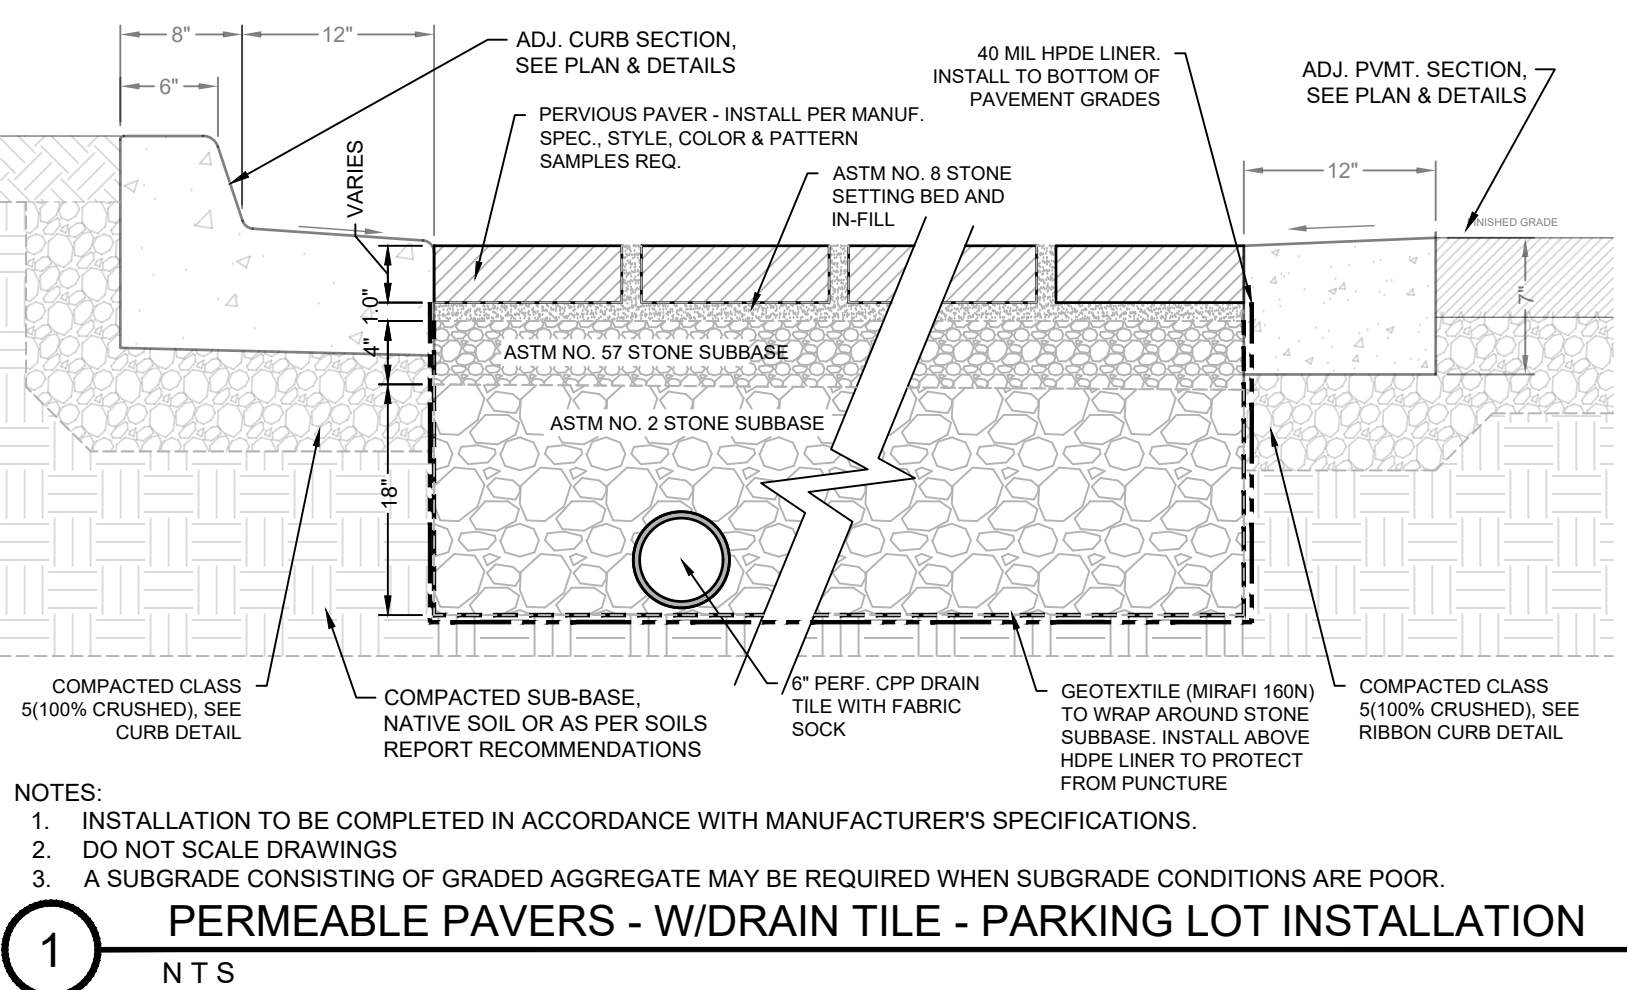 8"
12"
6"
ADJ. CURB SECTION,
SEE PLAN & DETAILS
PERVIOUS PAVER - INSTALL PER MANUF.
SPEC., STYLE, COLOR & PATTERN
SAMPLES REQ.
40 MIL HPDE LINER.
INSTALL TO BOTTOM OF
PAVEMENT GRADES
ADJ. PVMT. SECTION,
SEE PLAN & DETAILS
ASTM NO. 8 STONE
SETTING BED AND
IN-FILL
12"
VARIES
FINISHED GRADE
1.0"
7"
4"
ASTM NO. 57 STONE SUBBASE
ASTM NO. 2 STONE SUBBASE
18"
COMPACTED CLASS
5(100% CRUSHED), SEE
CURB DETAIL
COMPACTED SUB-BASE,
NATIVE SOIL OR AS PER SOILS
REPORT RECOMMENDATIONS
6" PERF. CPP DRAIN
TILE WITH FABRIC
SOCK
GEOTEXTILE (MIRAFI 160N)
TO WRAP AROUND STONE
SUBBASE. INSTALL ABOVE
HDPE LINER TO PROTECT
FROM PUNCTURE
COMPACTED CLASS
5(100% CRUSHED), SEE
RIBBON CURB DETAIL
NOTES:
1. INSTALLATION TO BE COMPLETED IN ACCORDANCE WITH MANUFACTURER'S SPECIFICATIONS.
2. DO NOT SCALE DRAWINGS
3. A SUBGRADE CONSISTING OF GRADED AGGREGATE MAY BE REQUIRED WHEN SUBGRADE CONDITIONS ARE POOR.
1
PERMEABLE PAVERS - W/DRAIN TILE - PARKING LOT INSTALLATION
NTS